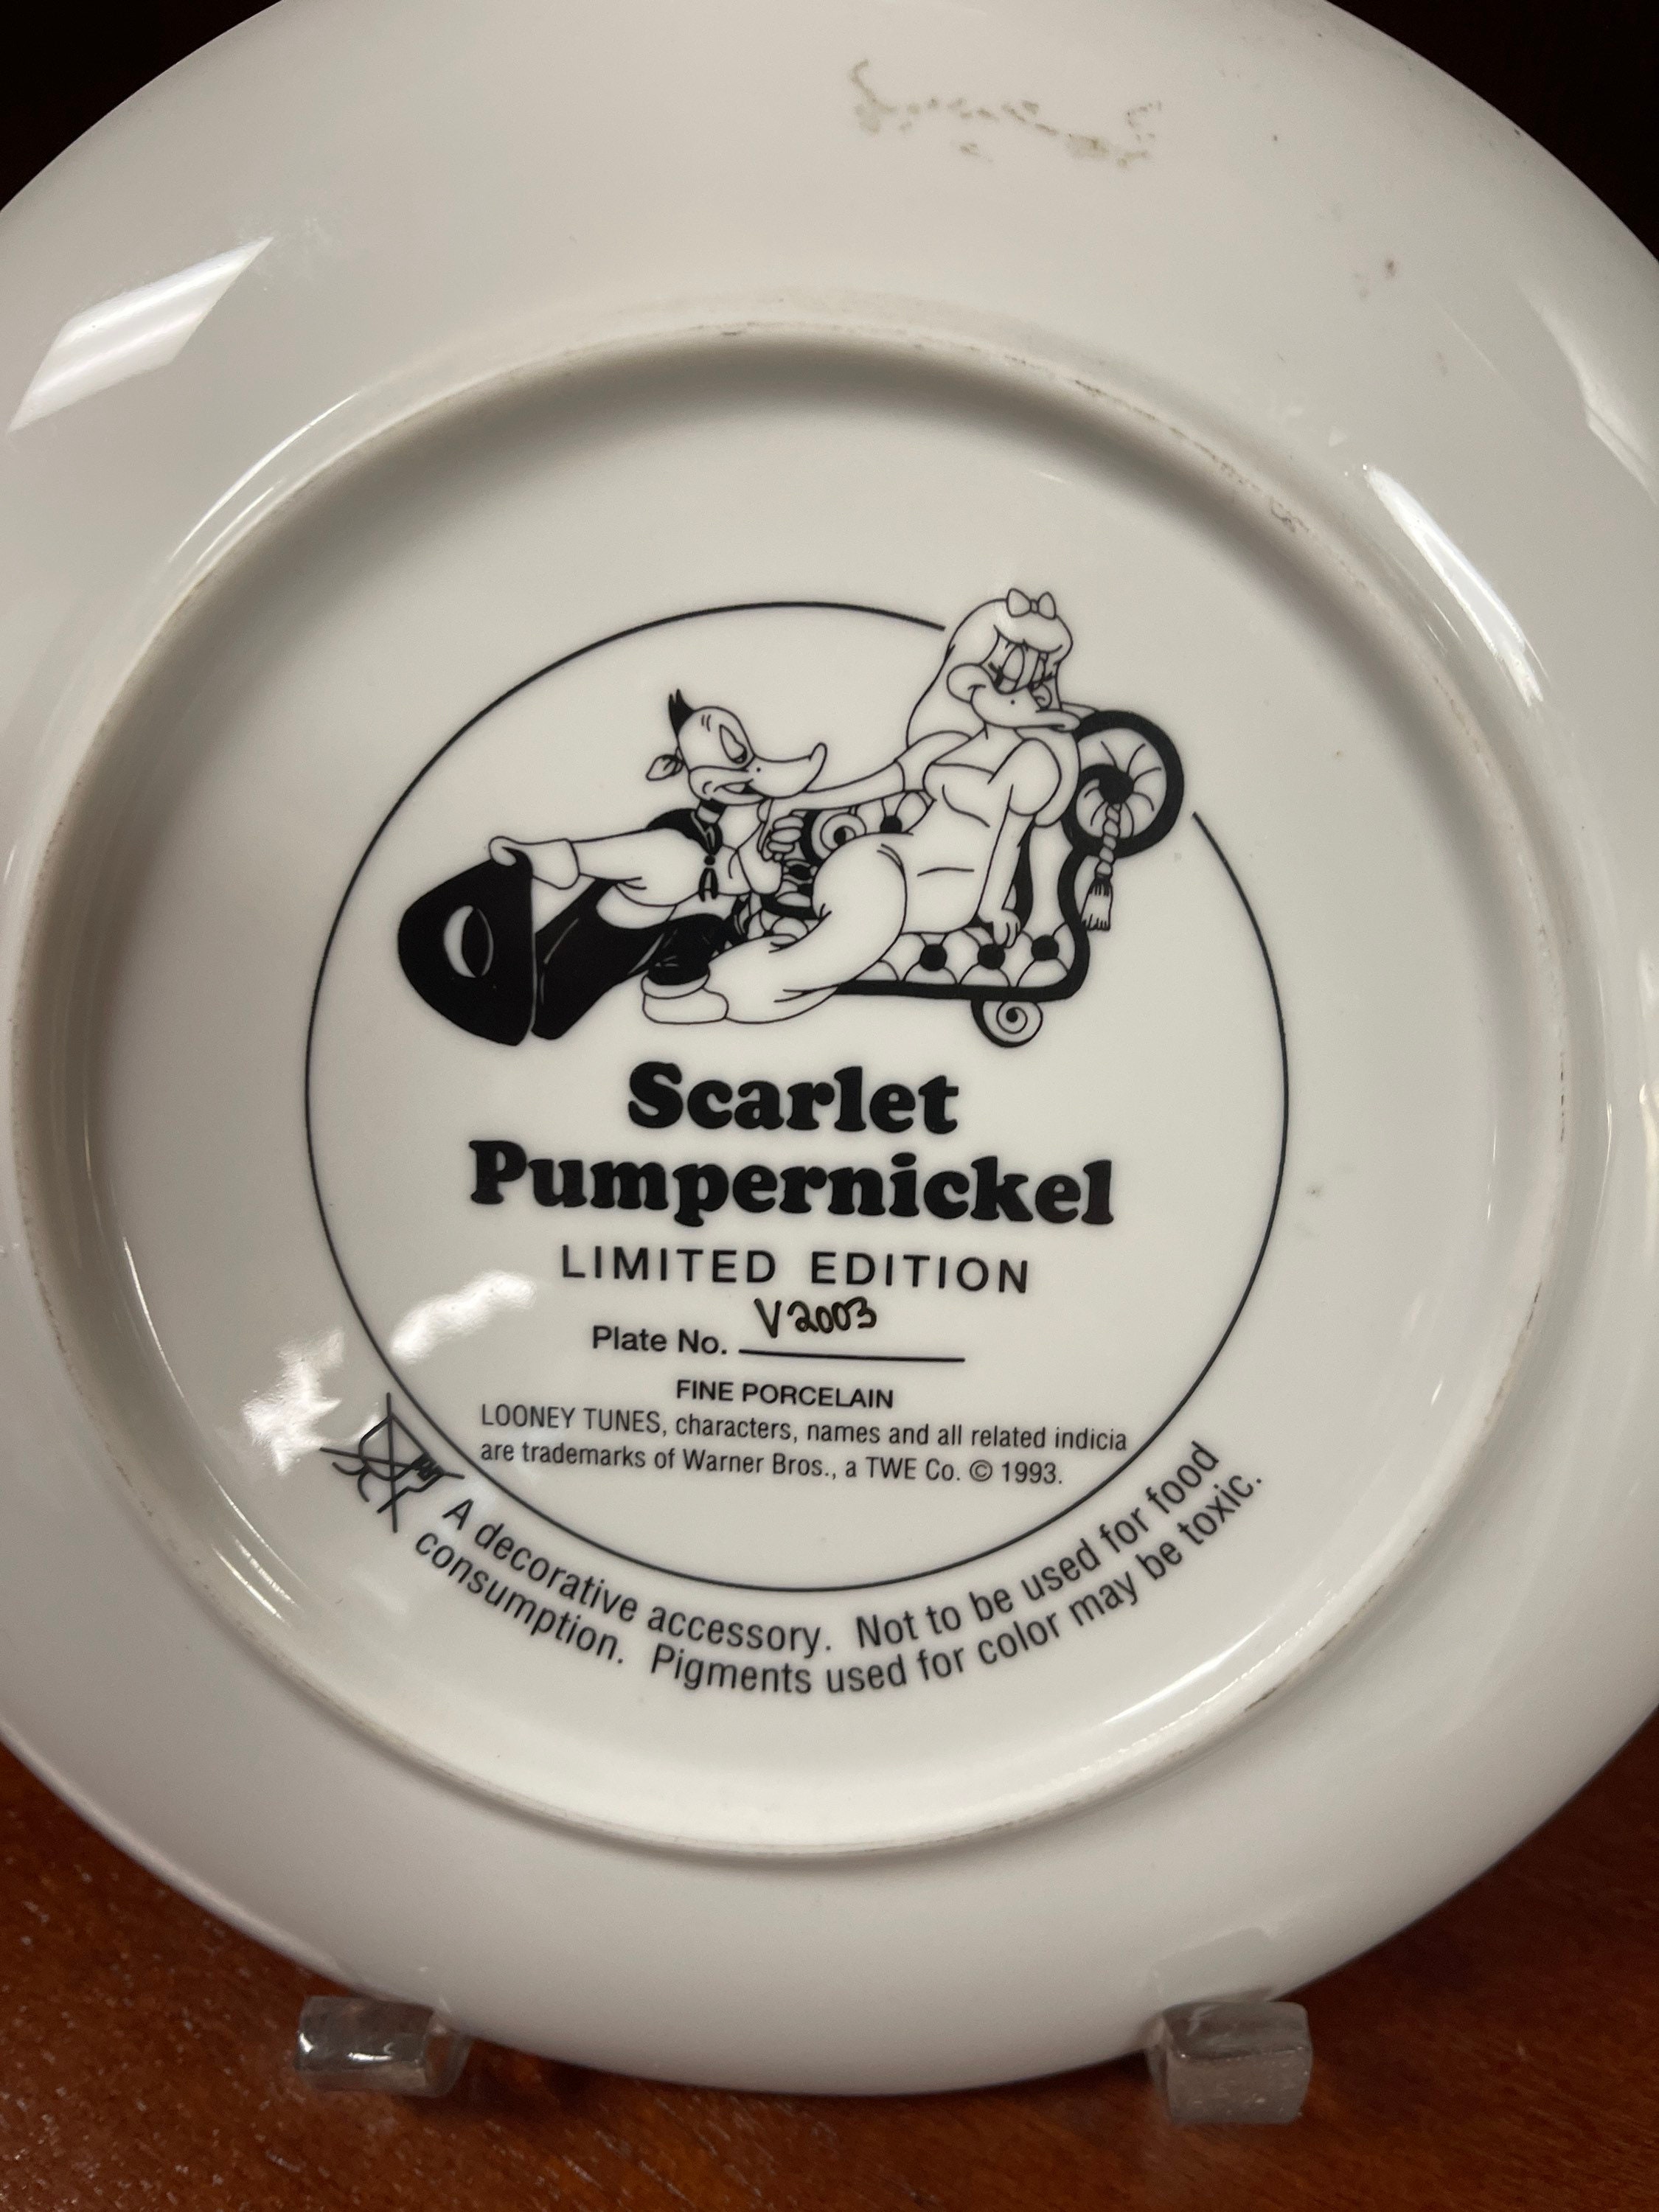 Scarlet
Pumpernickel
LIMITED EDITION
Plate No. V2003
FINE PORCELAIN
LOONEY TUNES, characters, names and all related indicia
are trademarks of Warner Bros., a TWE Co. © 1993.
A decorative accessory. Not to be used for food
consumption. Pigments used for color may be toxic.